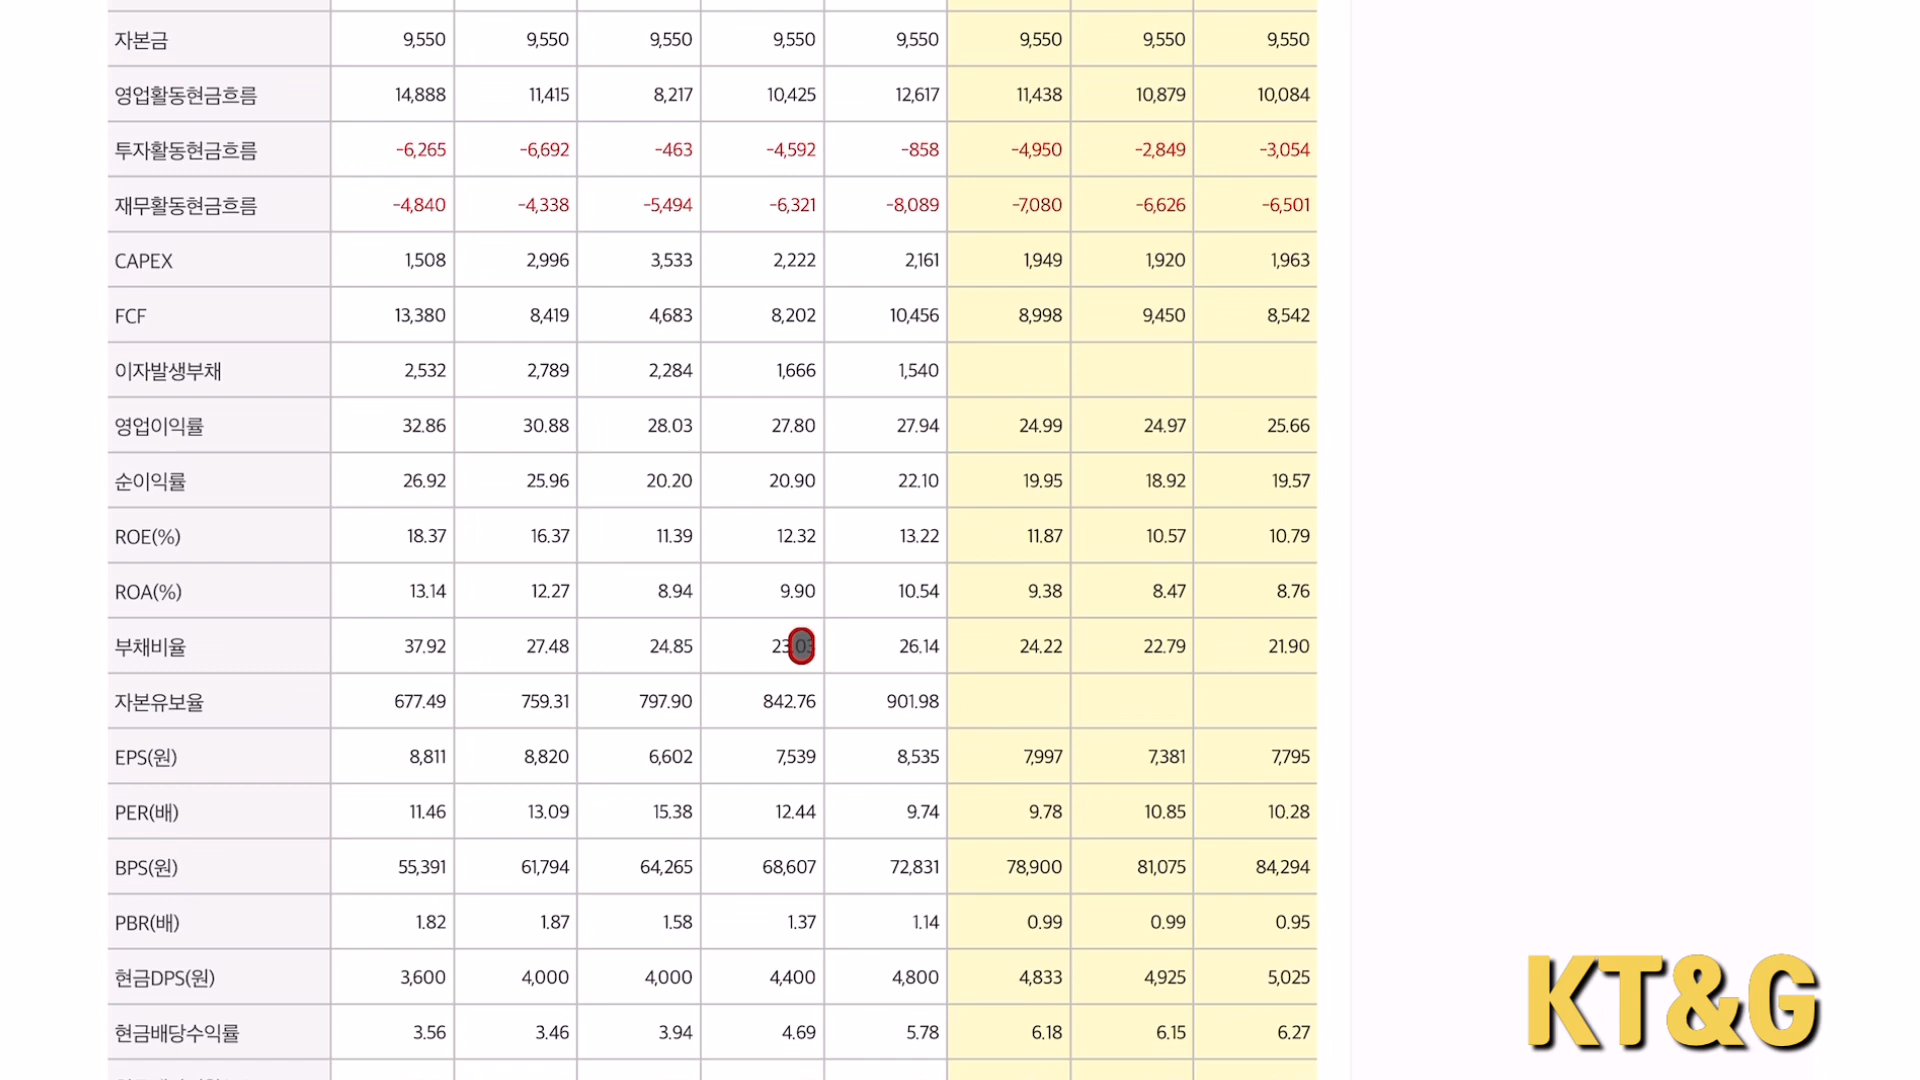 자본금 9,550 9,550 9,550 9,550 9,550 9,550 9,550 9,550
영업활동현금흐름 14,888 11,415 8,217 10,425 12,617 11,438 10,879 10,084
투자활동현금흐름 -6,265 -6,692 -463 -4,592 -858 -4,950 -2,849 -3,054
재무활동현금흐름 -4,840 -4,338 -5,494 -6,321 -8,089 -7,080 -6,626 -6,501
CAPEX 1,508 2,996 3,533 2,222 2,161 1,949 1,920 1,963
FCF 13,380 8,419 4,683 8,202 10,456 8,998 9,450 8,542
이자발생부채 2,532 2,789 2,284 1,666 1,540
영업이익률 32.86 30.88 28.03 27.80 27.94 24.99 24.97 25.66
순이익률 26.92 25.96 20.20 20.90 22.10 19.95 18.92 19.57
ROE(%) 18.37 16.37 11.39 12.32 13.22 11.87 10.57 10.79
ROA(%) 13.14 12.27 8.94 9.90 10.54 9.38 8.47 8.76
부채비율 37.92 27.48 24.85 23.03 26.14 24.22 22.79 21.90
자본유보율 677.49 759.31 797.90 842.76 901.98
EPS(원) 8,811 8,820 6,602 7,539 8,535 7,997 7,381 7,795
PER(배) 11.46 13.09 15.38 12.44 9.74 9.78 10.85 10.28
BPS(원) 55,391 61,794 64,265 68,607 72,831 78,900 81,075 84,294
PBR(배) 1.82 1.87 1.58 1.37 1.14 0.99 0.99 0.95
현금DPS(원) 3,600 4,000 4,000 4,400 4,800 4,833 4,925 5,025
현금배당수익률 3.56 3.46 3.94 4.69 5.78 6.18 6.15 6.27
KT&G